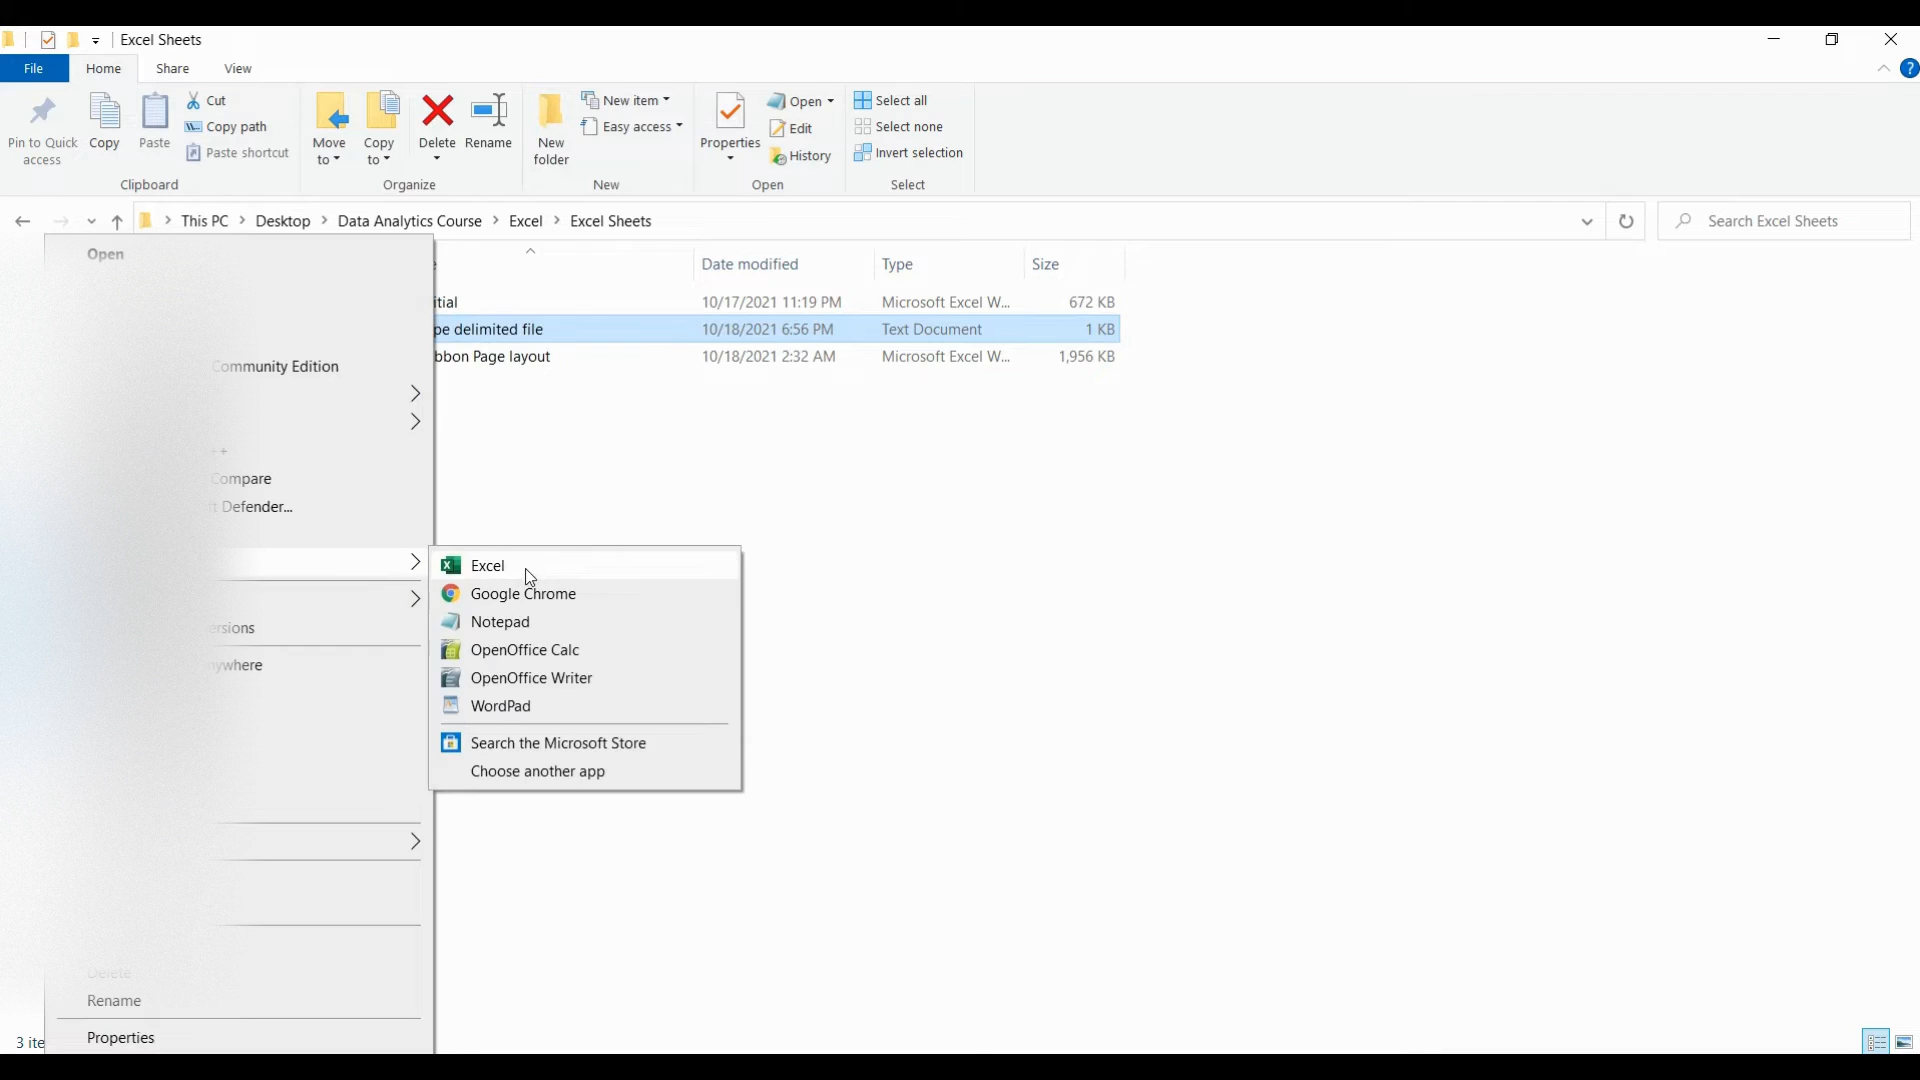 Excel Sheets
File Home Share View
Pin to Quick access
Copy
Paste
Cut
Copy path
Paste shortcut
Clipboard
Move to
Copy to
Delete
Rename
Organize
New folder
New item
Easy access
New
Properties
Open
Edit
History
Open
Select all
Select none
Invert selection
Select
This PC > Desktop > Data Analytics Course > Excel > Excel Sheets
Search Excel Sheets
Date modified Type Size
itial 10/17/2021 11:19 PM Microsoft Excel W... 672 KB
pe delimited file 10/18/2021 6:56 PM Text Document 1 KB
bbon Page layout 10/18/2021 2:32 AM Microsoft Excel W... 1,956 KB
Open
Community Edition
++
Compare
t Defender...
ersions
nywhere
Delete
Rename
Properties
Excel
Google Chrome
Notepad
OpenOffice Calc
OpenOffice Writer
WordPad
Search the Microsoft Store
Choose another app
3 ite